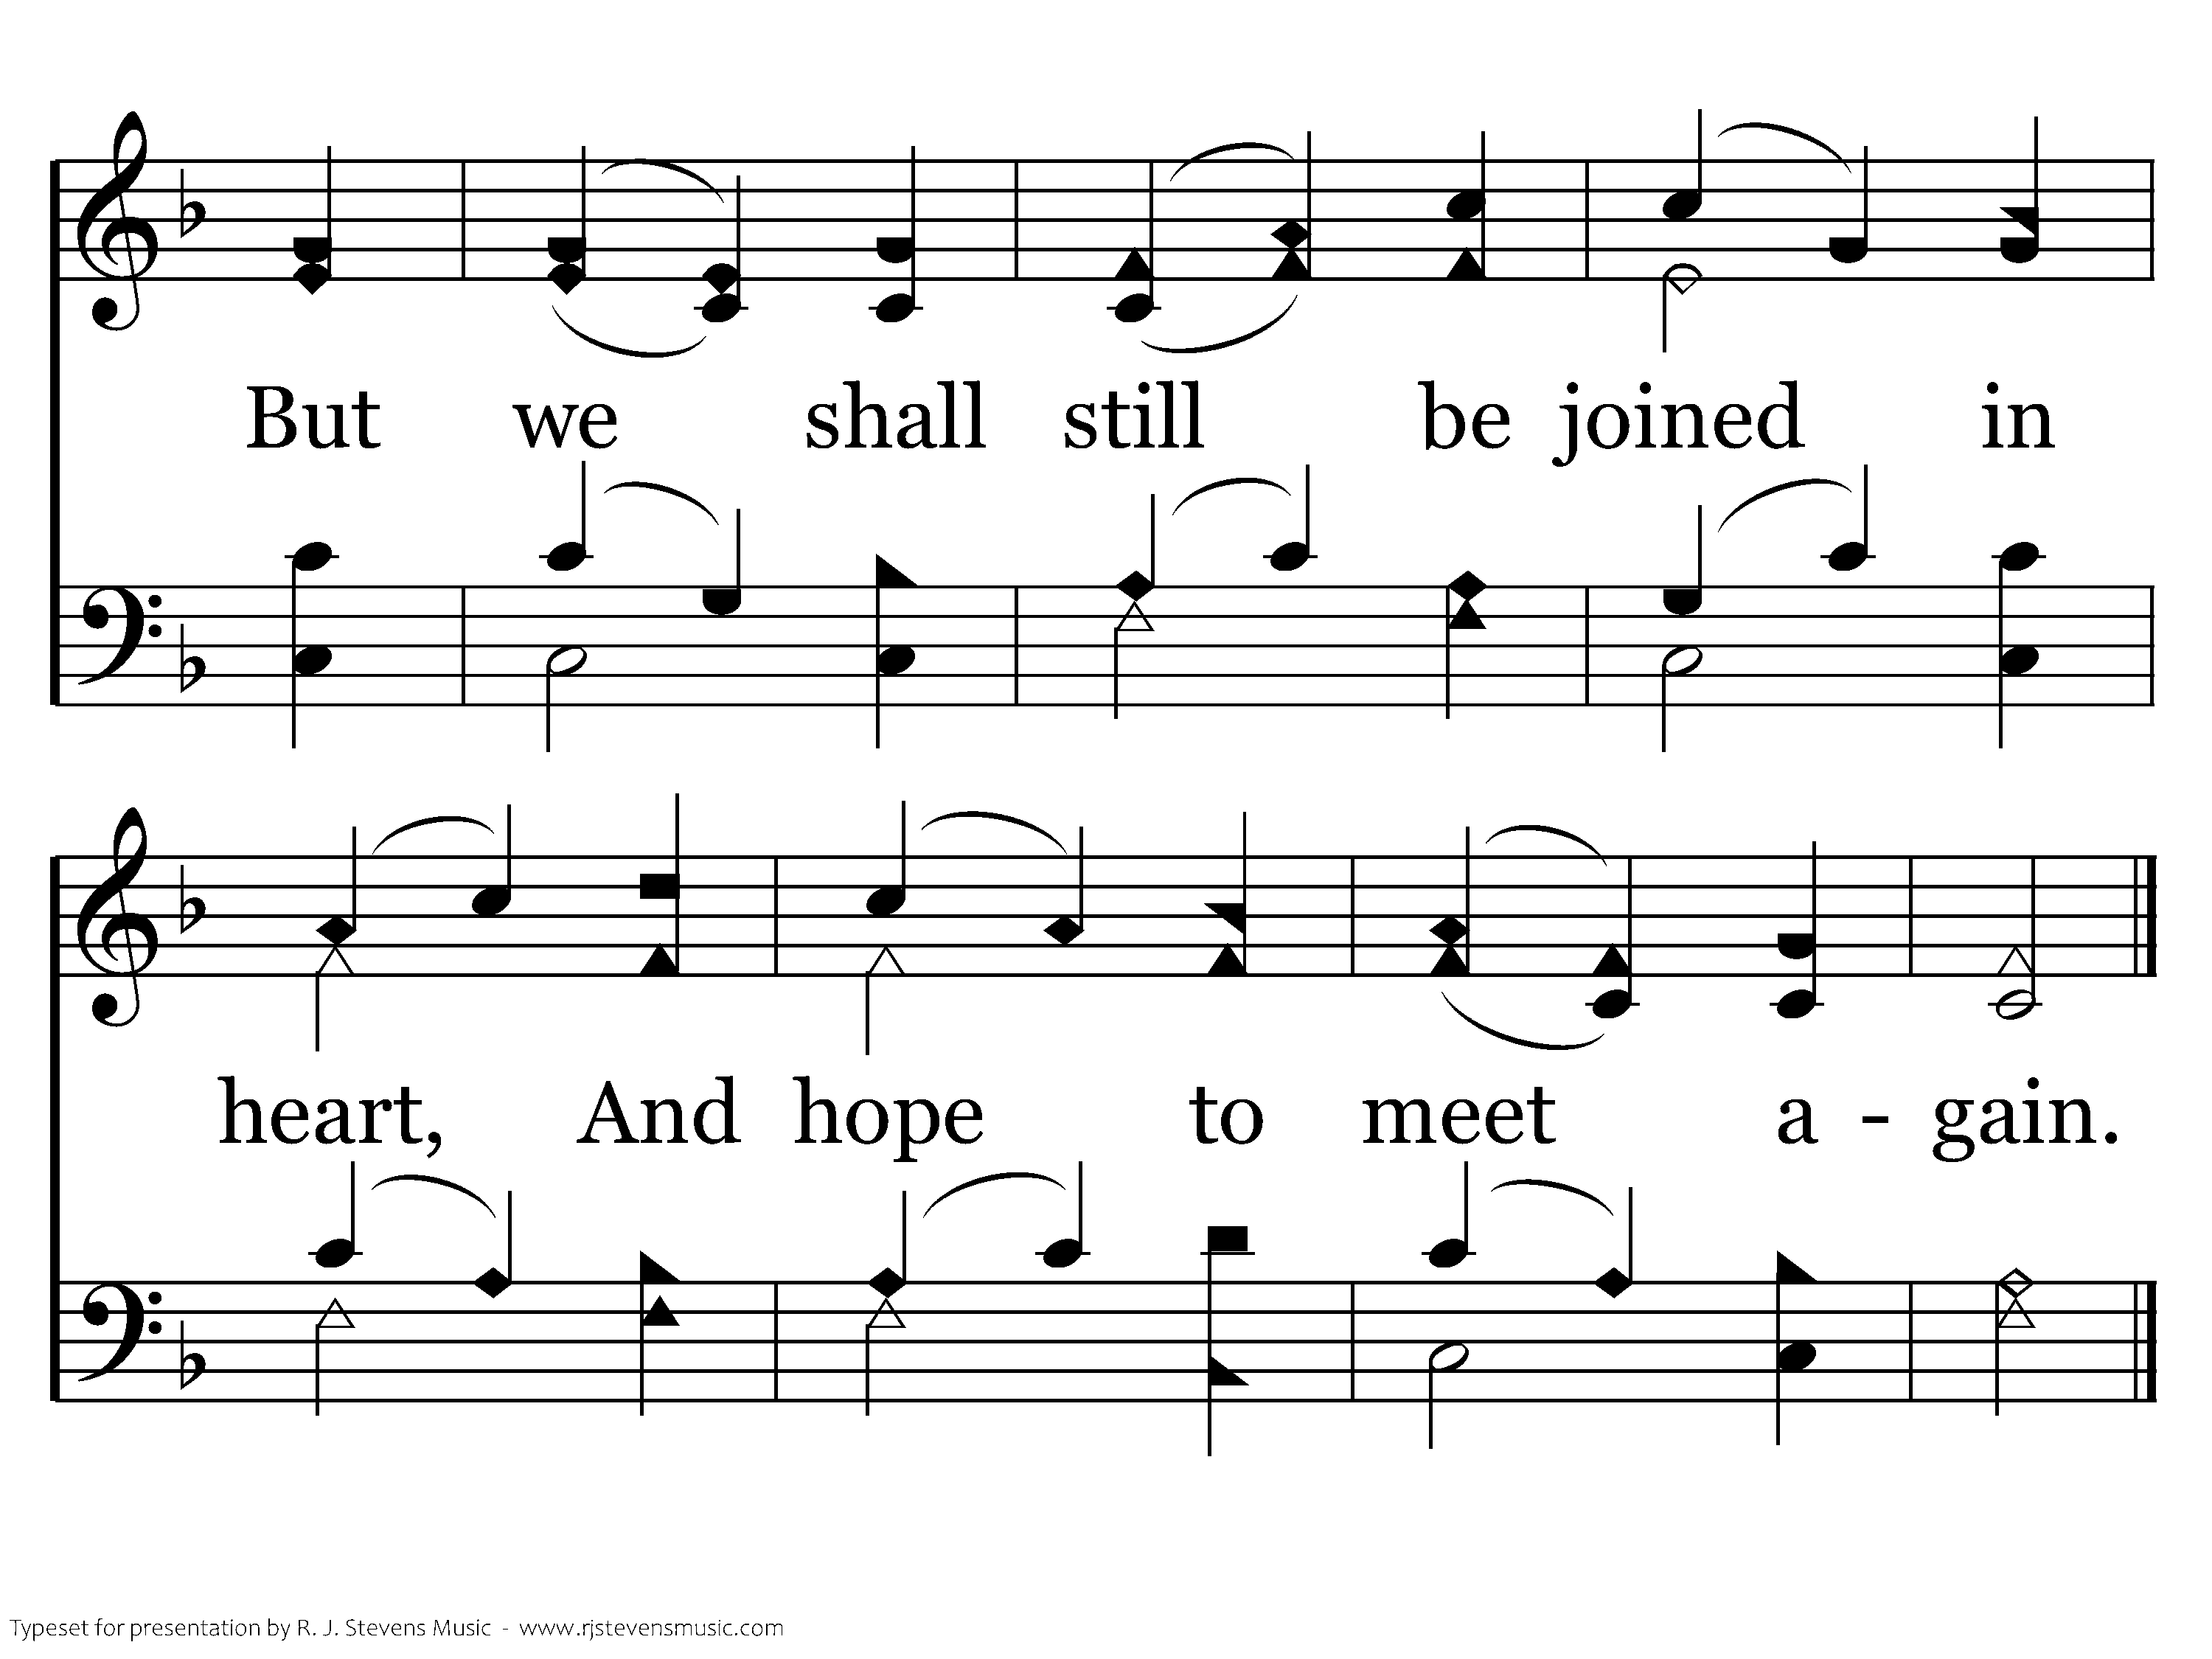 But we shall still be joined in
heart, And hope to meet a - gain.
Typeset for presentation by R. J. Stevens Music - www.rjstevensmusic.com